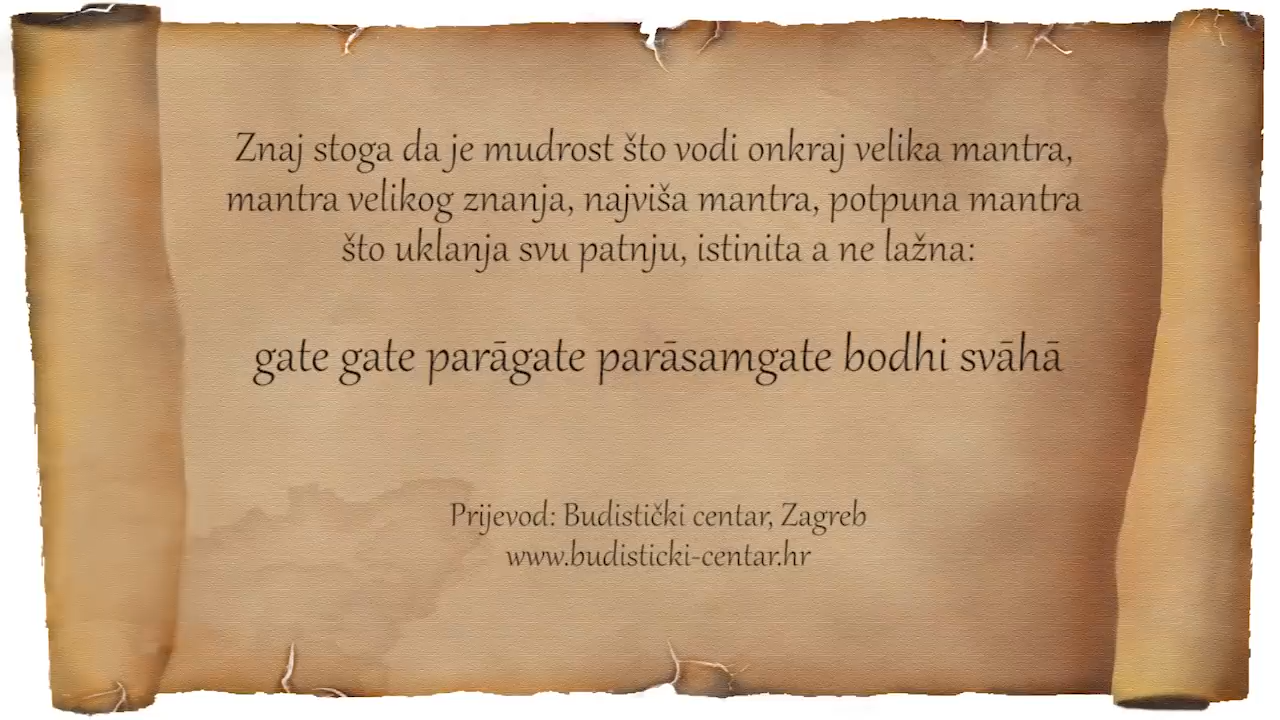 Znaj stoga da je mudrost što vodi onkraj velika mantra,
mantra velikog znanja, najviša mantra, potpuna mantra
što uklanja svu patnju, istinita a ne lažna:
gate gate parāgate parāsamgate bodhi svāhā
Prijevod: Budistički centar, Zagreb
www.budisticki-centar.hr